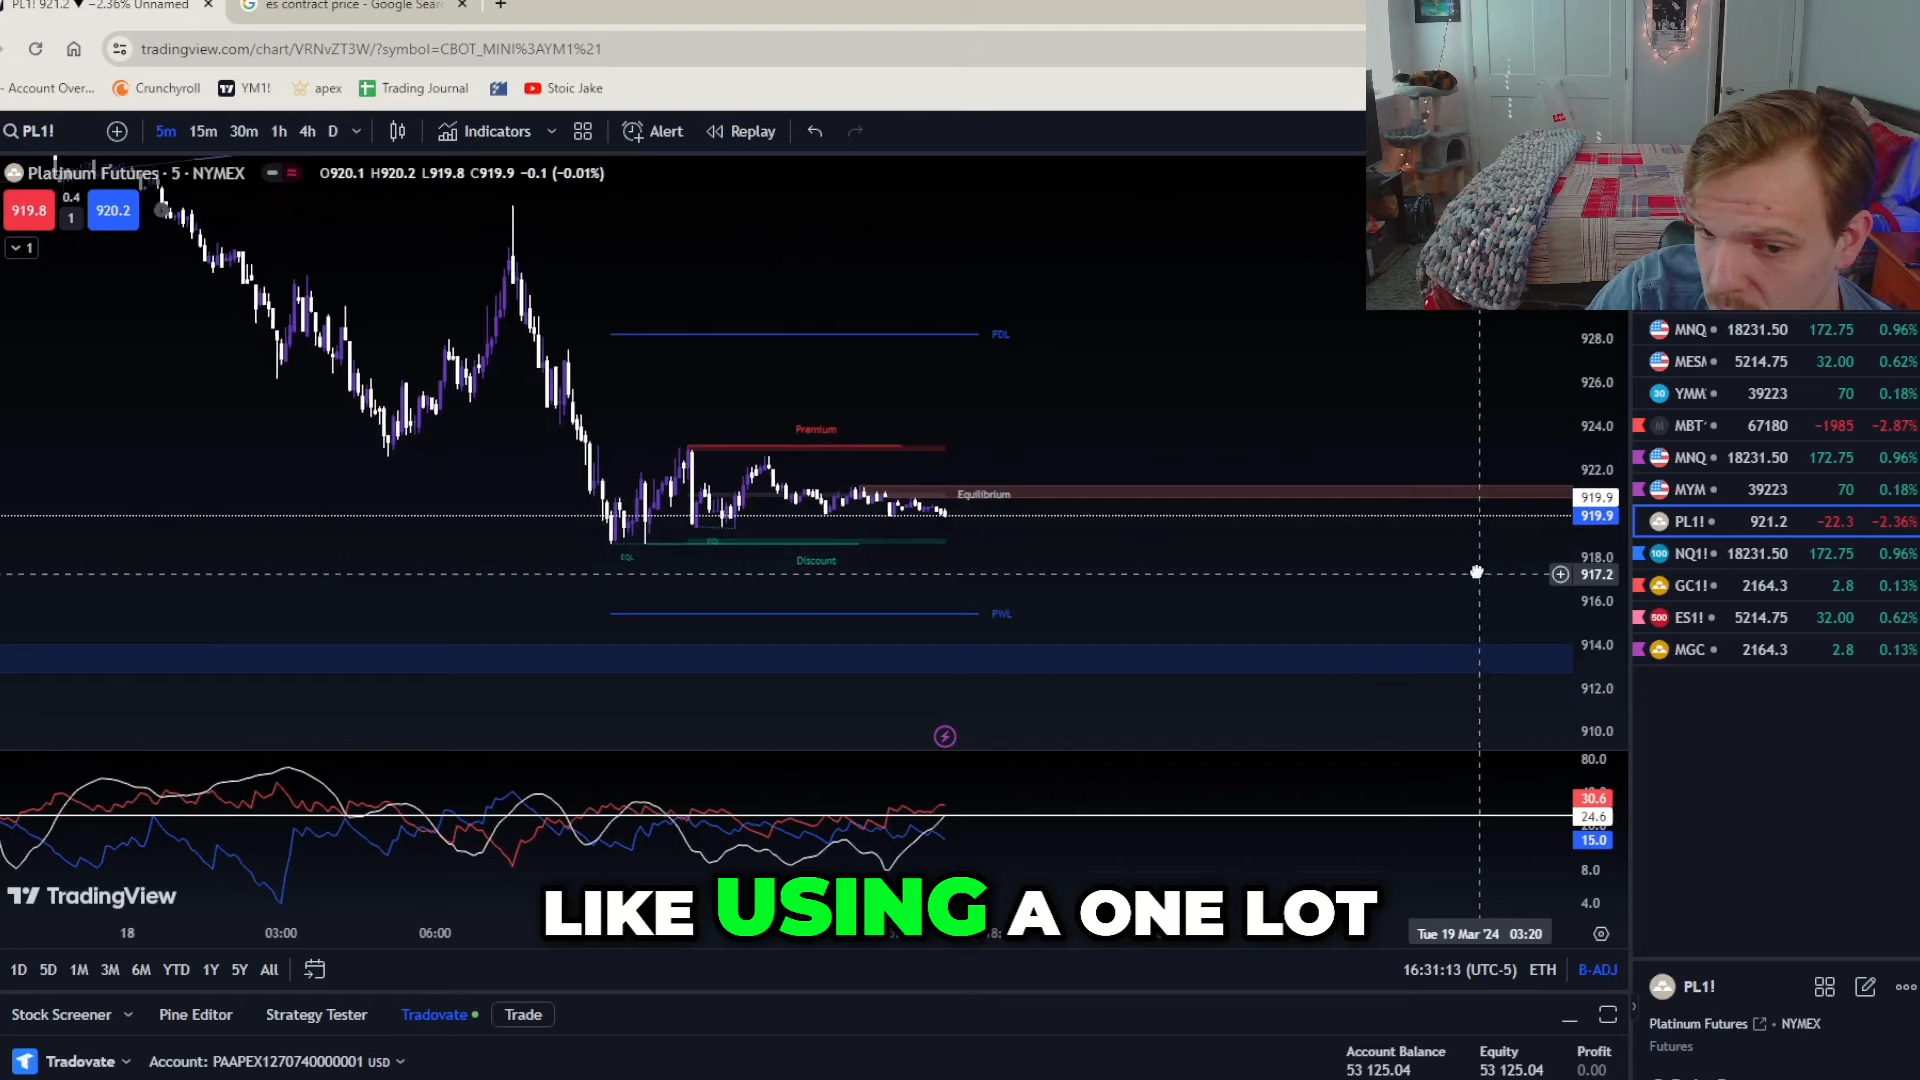 PL1! 921.2 ▼ −2.36% Unnamed
es contract price - Google Sear
tradingview.com/chart/VRNvZT3W/?symbol=CBOT_MINI%3AYM1%21
- Account Over...
Crunchyroll
YM1!
apex
Trading Journal
Stoic Jake
PL1!
5m 15m 30m 1h 4h D
Indicators
Alert
Replay
Platinum Futures · 5 · NYMEX
O920.1 H920.2 L919.8 C919.9 −0.1 (−0.01%)
919.8
0.4
1
920.2
1
PDL
Premium
Equilibrium
EQL
EQL
Discount
PWL
928.0
926.0
924.0
922.0
919.9
919.9
918.0
917.2
916.0
914.0
912.0
910.0
80.0
30.6
24.6
15.0
8.0
4.0
MNQ 18231.50 172.75 0.96%
MESM 5214.75 32.00 0.62%
YMM 39223 70 0.18%
MBT 67180 −1985 −2.87%
MNQ 18231.50 172.75 0.96%
MYM 39223 70 0.18%
PL1! 921.2 −22.3 −2.36%
NQ1! 18231.50 172.75 0.96%
GC1! 2164.3 2.8 0.13%
ES1! 5214.75 32.00 0.62%
MGC 2164.3 2.8 0.13%
TradingView
LIKE USING A ONE LOT
18 03:00 06:00
Tue 19 Mar '24 03:20
1D 5D 1M 3M 6M YTD 1Y 5Y All
16:31:13 (UTC-5) ETH B-ADJ
Stock Screener
Pine Editor
Strategy Tester
Tradovate
Trade
Tradovate
Account: PAAPEX1270740000001 USD
Account Balance
53 125.04
Equity
53 125.04
Profit
0.00
PL1!
Platinum Futures • NYMEX
Futures